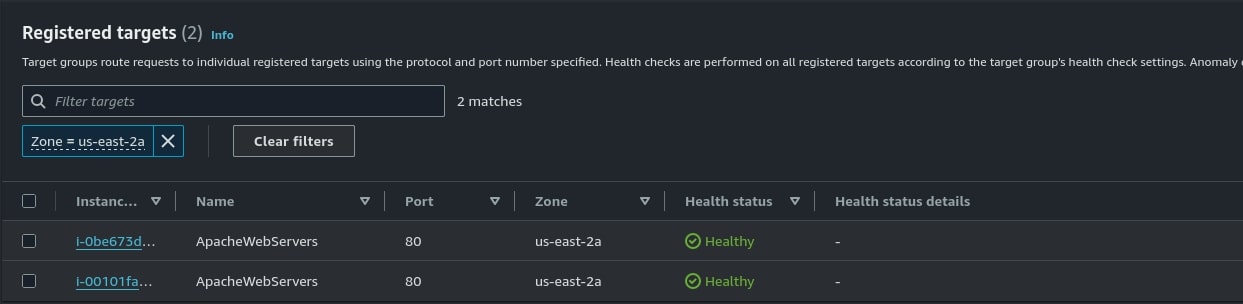 Registered targets (2) Info
Target groups route requests to individual registered targets using the protocol and port number specified. Health checks are performed on all registered targets according to the target group's health check settings. Anomaly
Filter targets 2 matches
Zone = us-east-2a Clear filters
Instanc... Name Port Zone Health status Health status details
i-0be673d... ApacheWebServers 80 us-east-2a Healthy -
i-00101fa... ApacheWebServers 80 us-east-2a Healthy -